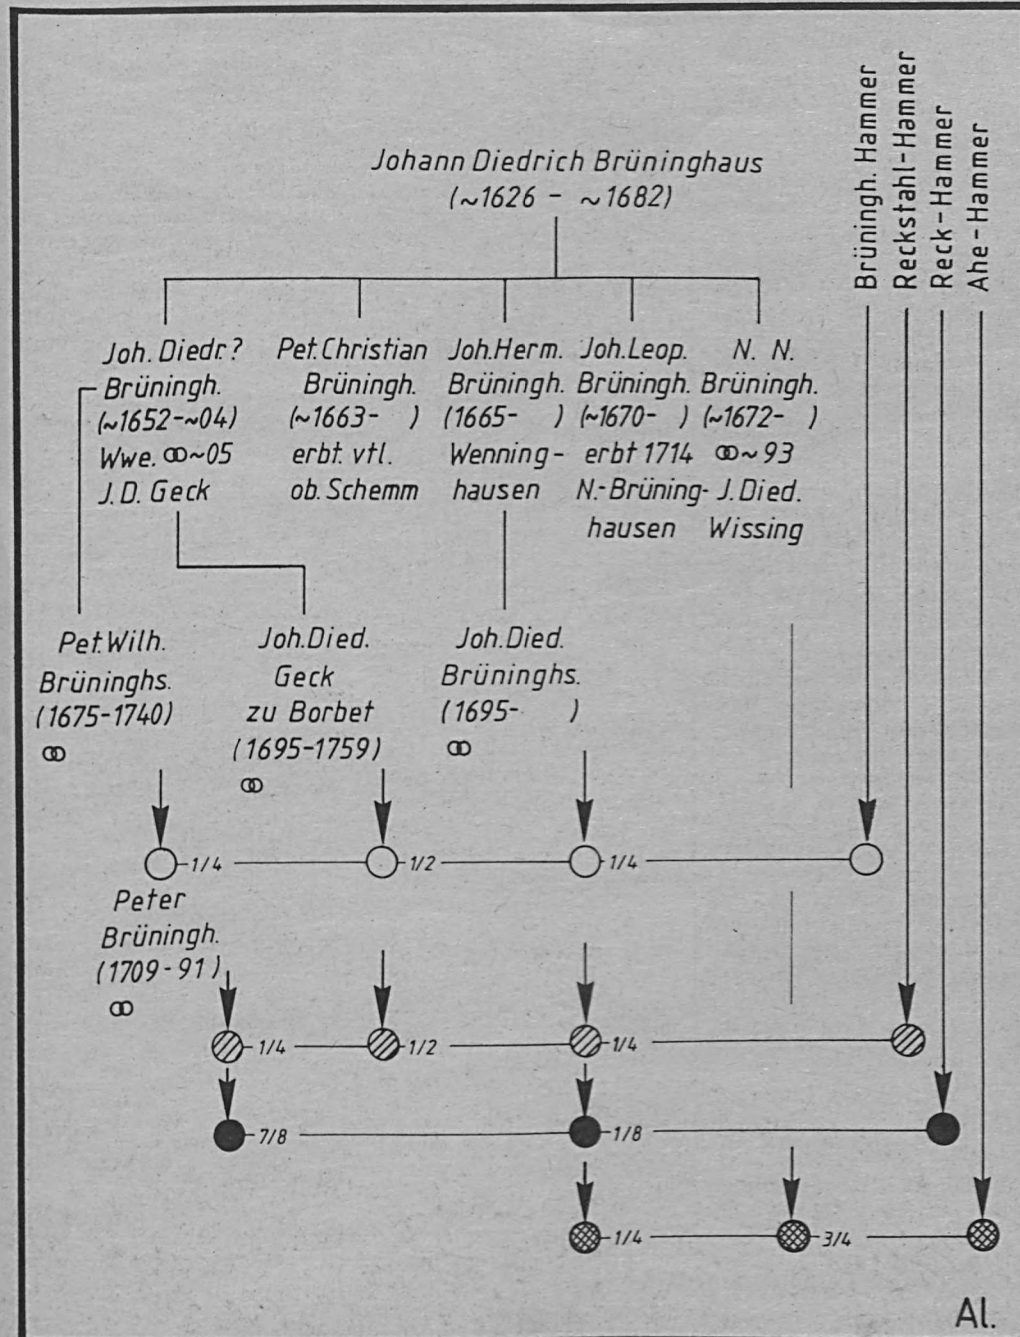 Johann Diedrich Brüninghaus
(~1626 - ~1682)
Brüningh. Hammer
Reckstahl-Hammer
Reck-Hammer
Ahe-Hammer
Joh. Diedr.?
Brüningh.
(~1652-~04)
Wwe. ⚭~05
J.D. Geck
Pet. Christian
Brüningh.
(~1663- )
erbt. vtl.
ob. Schemm
Joh. Herm.
Brüningh.
(1665- )
Wenning-
hausen
Joh. Leop.
Brüningh.
(~1670- )
erbt 1714
N.-Brüning-
hausen
N. N.
Brüningh.
(~1672- )
⚭~93
J. Died.
Wissing
Pet. Wilh.
Brüninghs.
(1675-1740)
⚭
Joh. Died.
Geck
zu Borbet
(1695-1759)
⚭
Joh. Died.
Brüninghs.
(1695- )
⚭
1/4 1/2 1/4
Peter
Brüningh.
(1709-91)
⚭
1/4 1/2 1/4
7/8 1/8
1/4 3/4
Al.